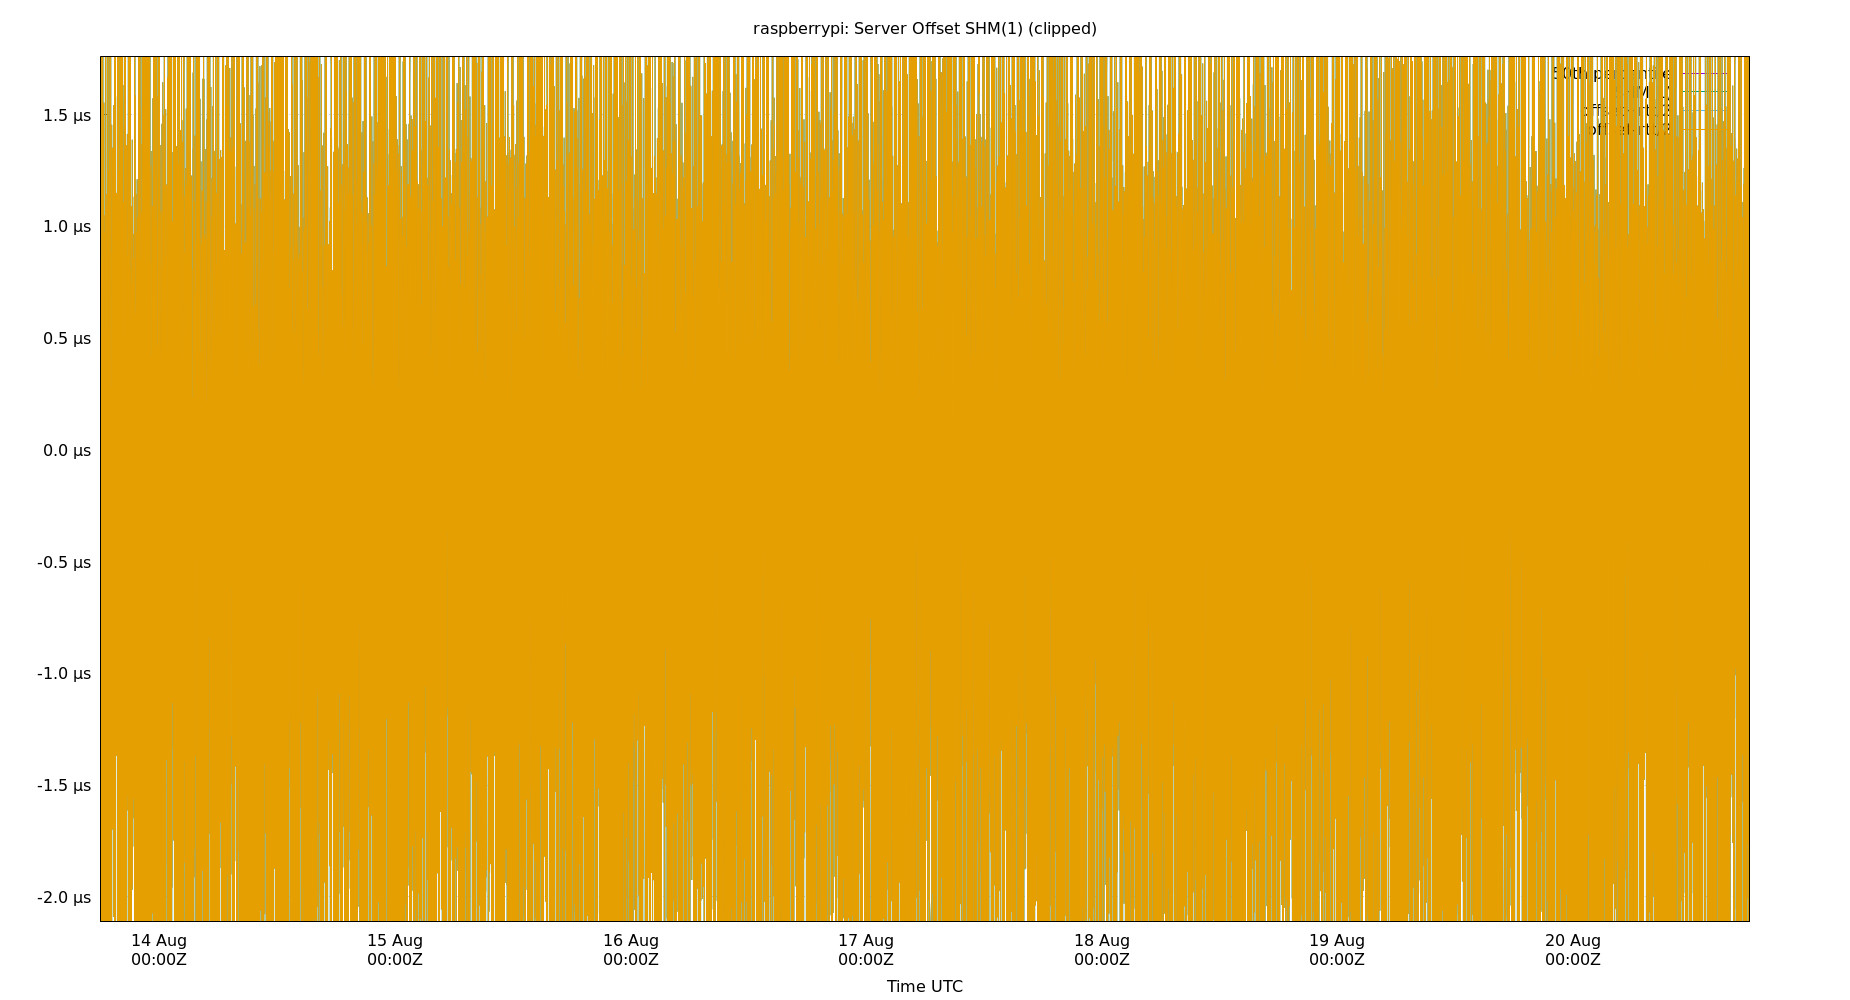 raspberrypi: Server Offset SHM(1) (clipped)
1.5 µs
1.0 µs
0.5 µs
0.0 µs
-0.5 µs
-1.0 µs
-1.5 µs
-2.0 µs
14 Aug 15 Aug 16 Aug 17 Aug 18 Aug 19 Aug 20 Aug
00:00Z 00:00Z 00:00Z 00:00Z 00:00Z 00:00Z 00:00Z
Time UTC